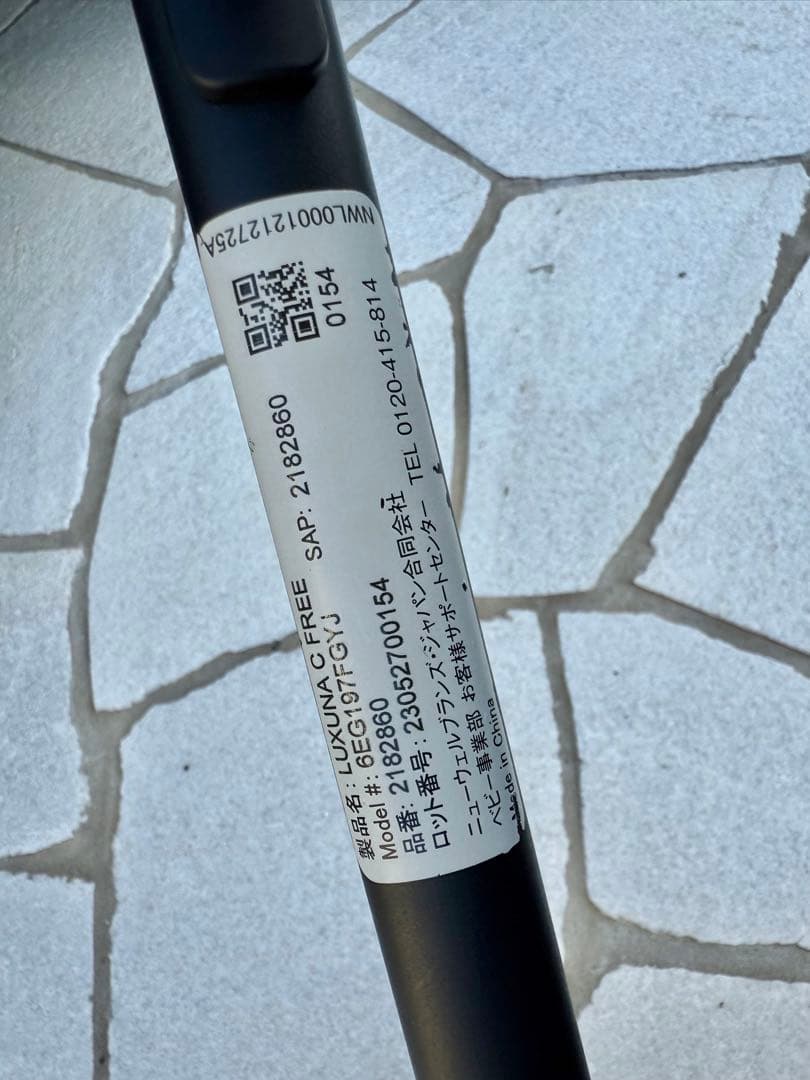 製品名: LUXUNA C FREE
Model #: 6EG197FGYJ SAP: 2182860
品番: 2182860
ロット番号: 23052700154
ニューウェルブランズ・ジャパン合同会社
ベビー事業部 お客様サポートセンター TEL 0120-415-814
Made in China
0154
NWL0001212725A